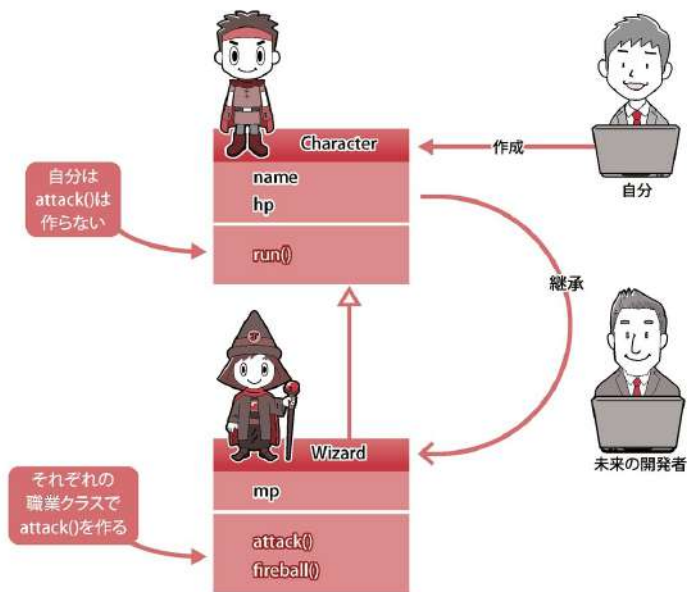 Character
name
hp
run()
作成
自分
自分は
attack()は
作らない
継承
未来の開発者
Wizard
mp
attack()
fireball()
それぞれの
職業クラスで
attack()を作る